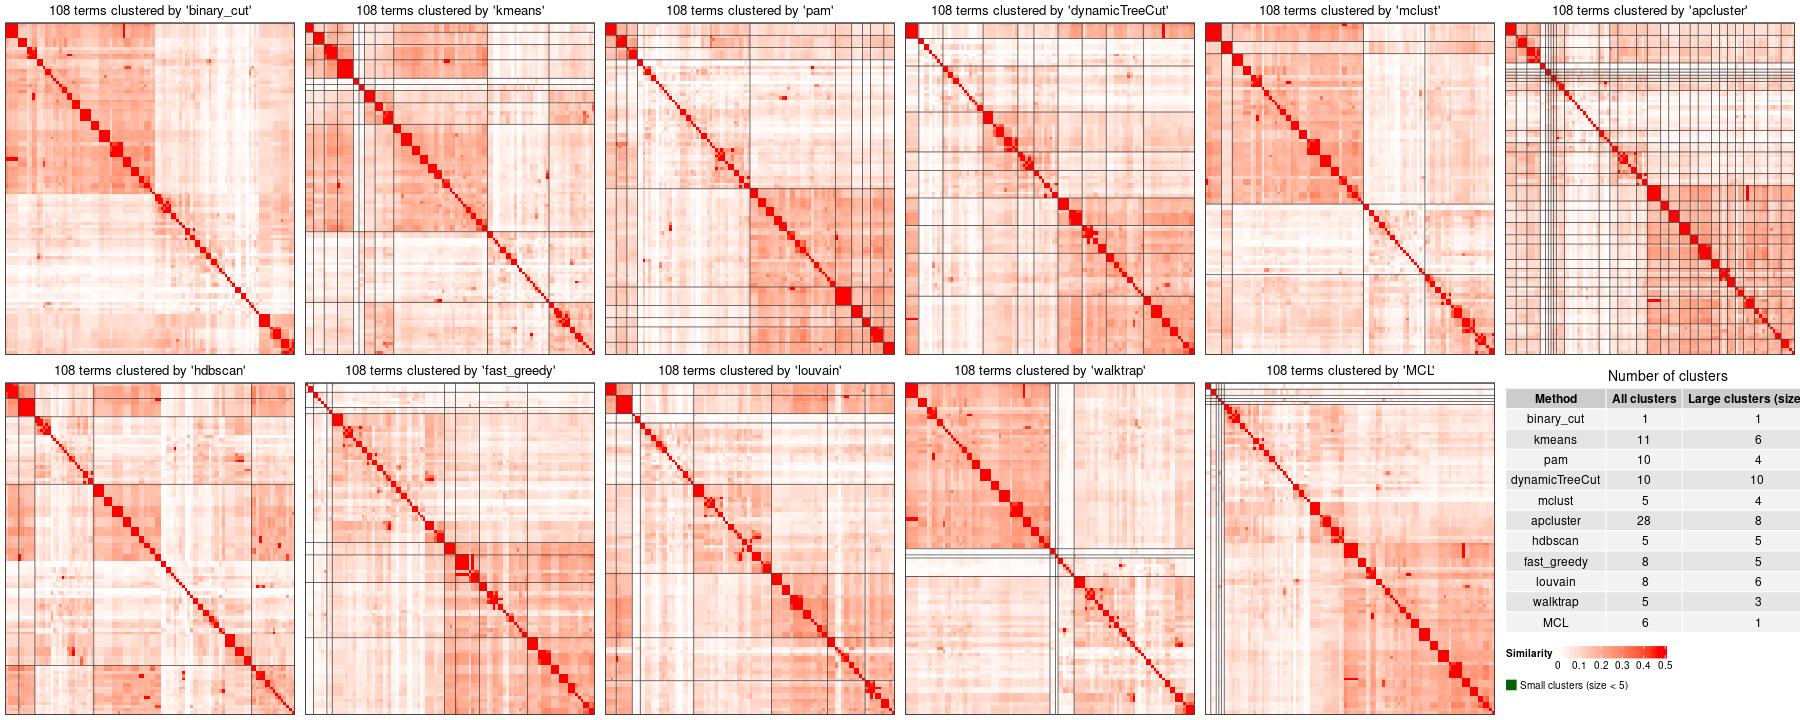 108 terms clustered by 'binary_cut'
108 terms clustered by 'kmeans'
108 terms clustered by 'pam'
108 terms clustered by 'dynamicTreeCut'
108 terms clustered by 'mclust'
108 terms clustered by 'apcluster'
108 terms clustered by 'hdbscan'
108 terms clustered by 'fast_greedy'
108 terms clustered by 'louvain'
108 terms clustered by 'walktrap'
108 terms clustered by 'MCL'
Number of clusters
Method All clusters Large clusters (size
binary_cut 1 1
kmeans 11 6
pam 10 4
dynamicTreeCut 10 10
mclust 5 4
apcluster 28 8
hdbscan 5 5
fast_greedy 8 5
louvain 8 6
walktrap 5 3
MCL 6 1
Similarity
0 0.1 0.2 0.3 0.4 0.5
Small clusters (size < 5)